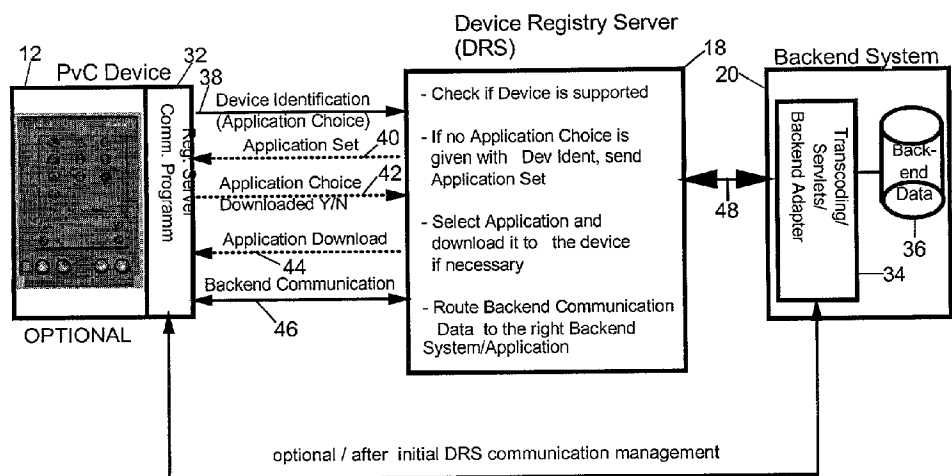 Device Registry Server
(DRS)
12
PvC Device
32
38
18
Backend System
20
Device Identification
(Application Choice)
40
Application Set
Application Choice
42
Downloaded Y/N
Application Download
44
Backend Communication
46
Reg.Server
Comm. Programm
OPTIONAL
- Check if Device is supported
- If no Application Choice is
given with Dev Ident, send
Application Set
- Select Application and
download it to the device
if necessary
- Route Backend Communication
Data to the right Backend
System/Application
48
Transcoding/
Servlets/
Backend Adapter
Back-
end
Data
36
34
optional / after initial DRS communication management